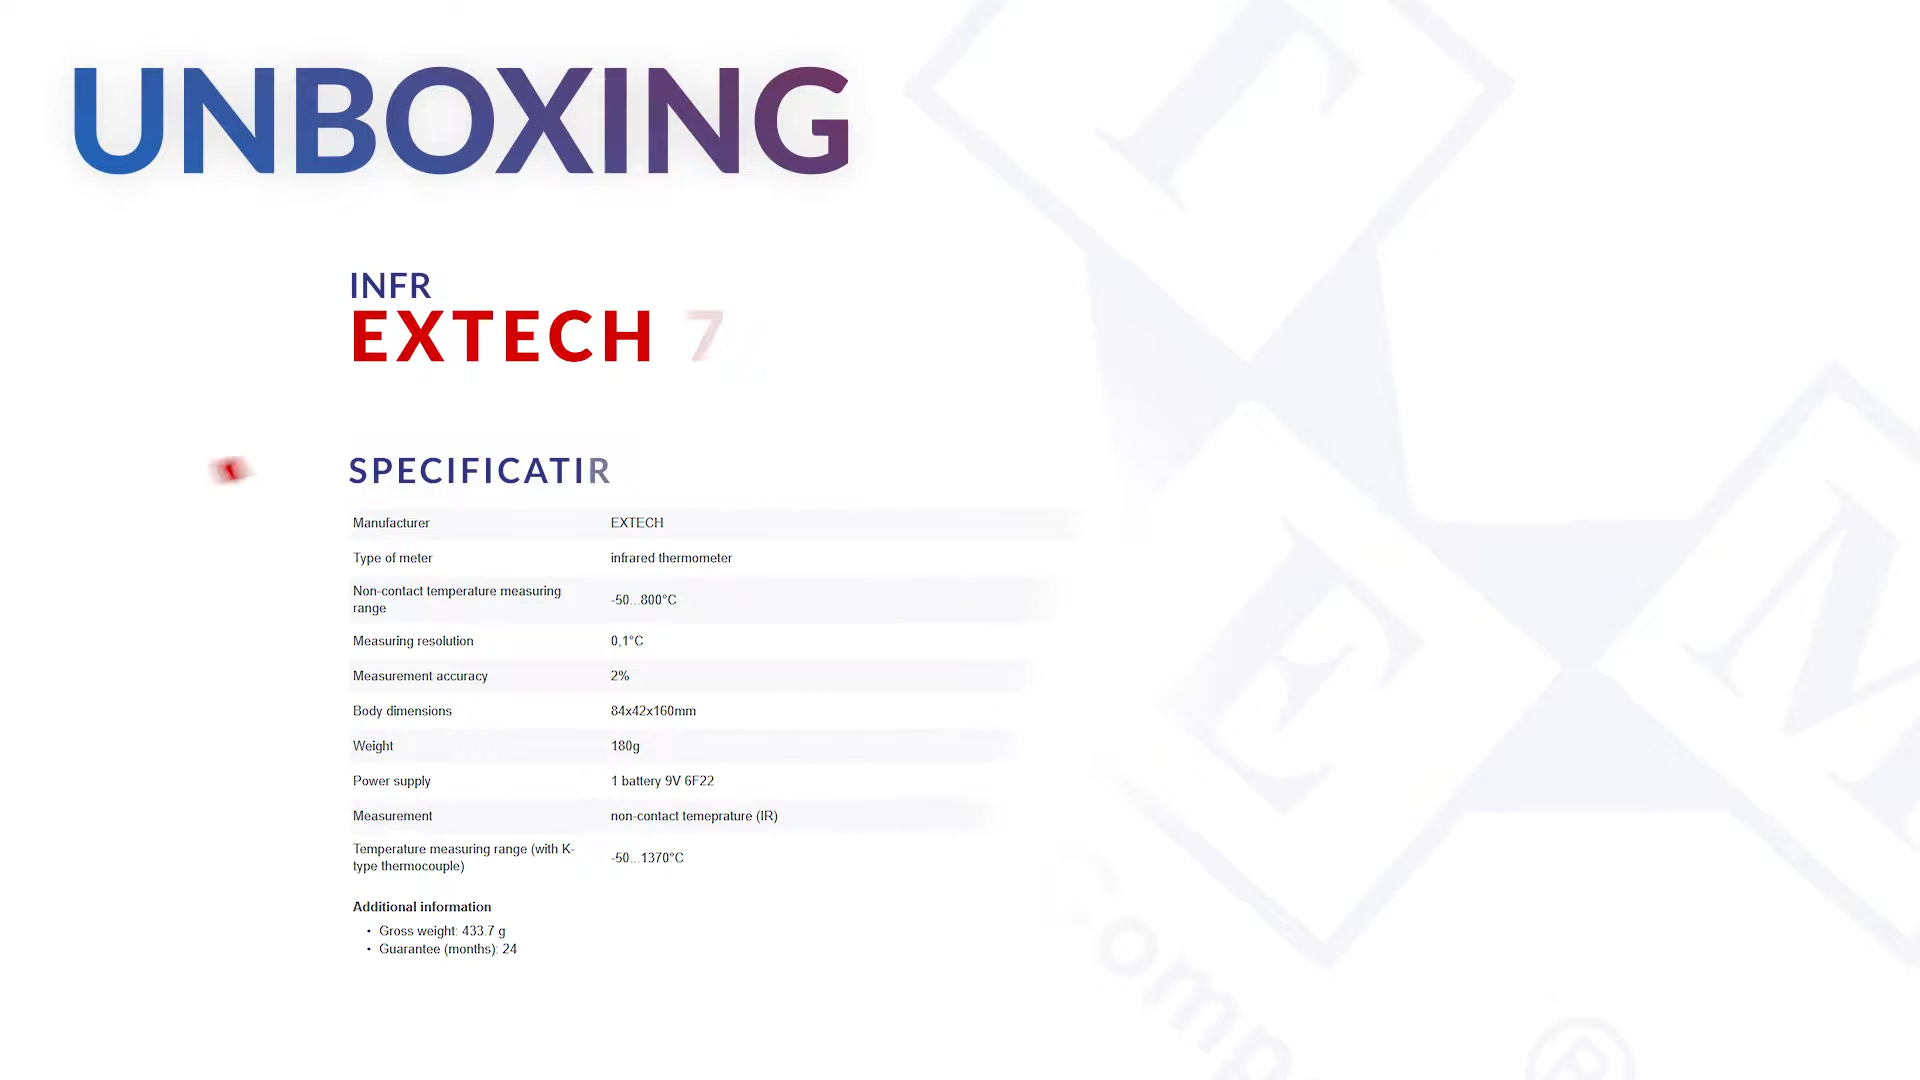 UNBOXING
INFR
EXTECH 7
SPECIFICATIR
Manufacturer EXTECH
Type of meter infrared thermometer
Non-contact temperature measuring
range
-50...800°C
Measuring resolution 0,1°C
Measurement accuracy 2%
Body dimensions 84x42x160mm
Weight 180g
Power supply 1 battery 9V 6F22
Measurement non-contact temeprature (IR)
Temperature measuring range (with K-
type thermocouple)
-50...1370°C
Additional information
• Gross weight: 433.7 g
• Guarantee (months): 24
T
E
M
Comp
®